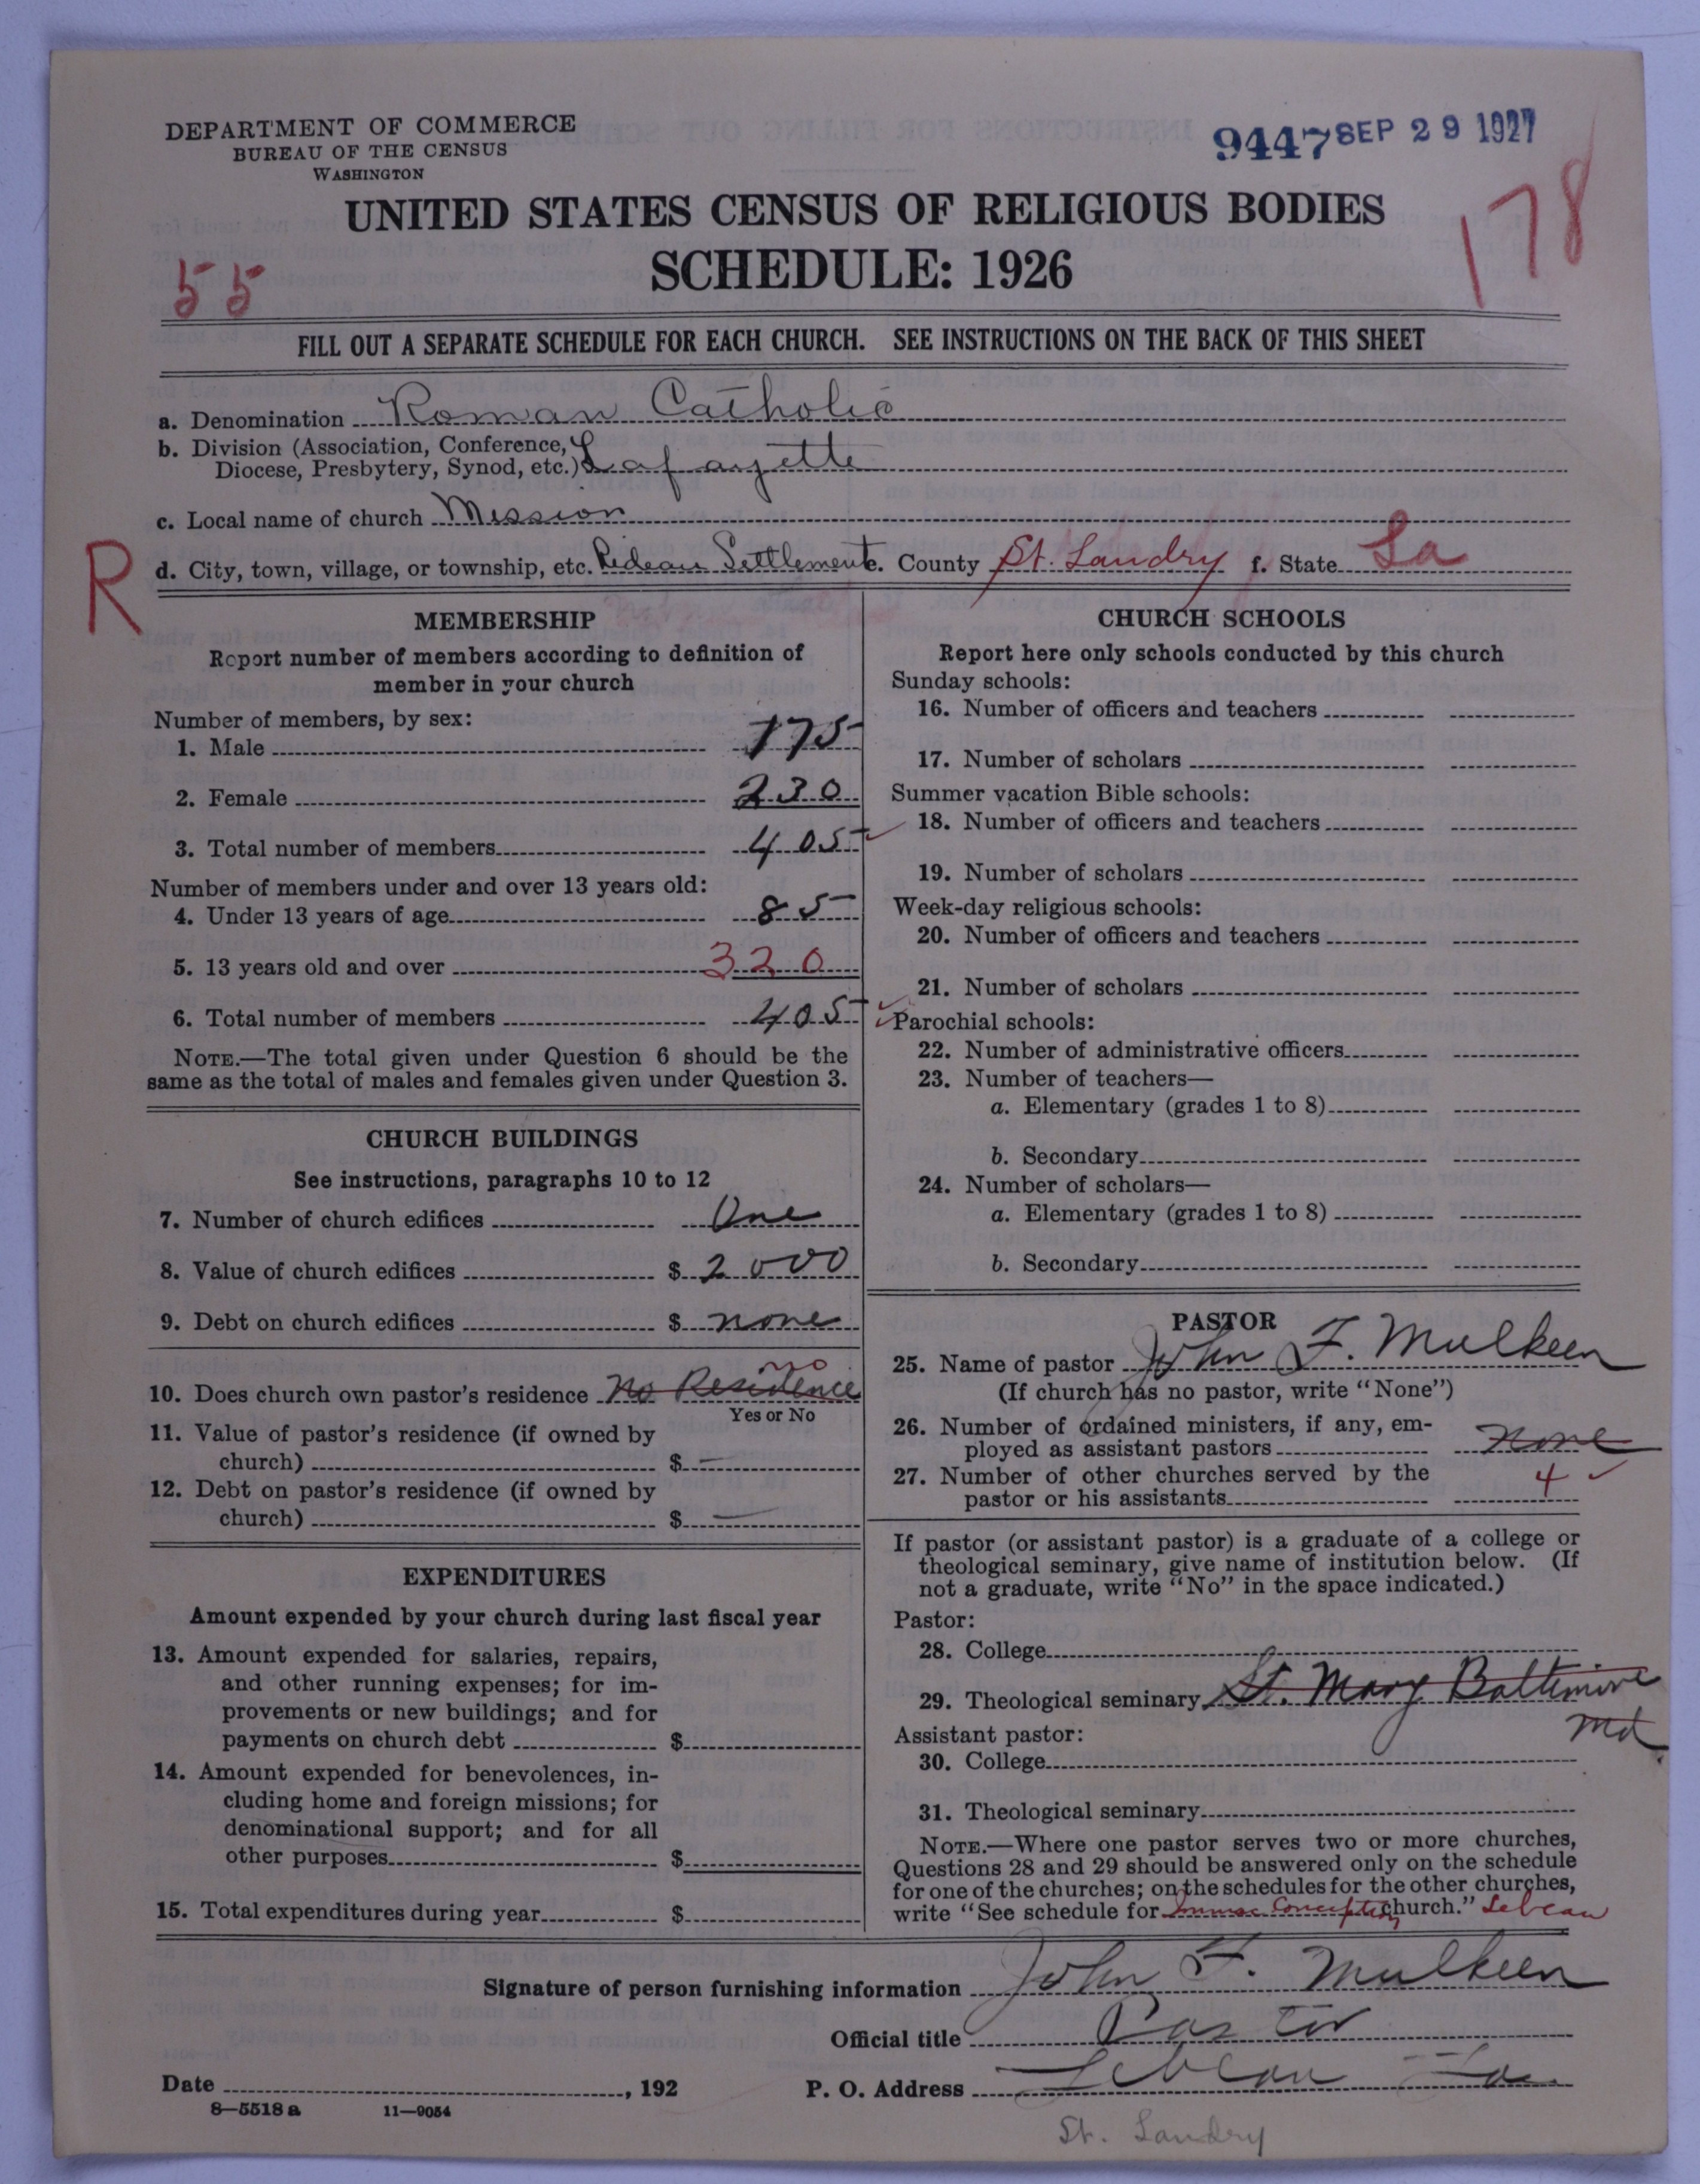 DEPARTMENT OF COMMERCE
BUREAU OF THE CENSUS
WASHINGTON
9447 SEP 29 1927
UNITED STATES CENSUS OF RELIGIOUS BODIES
SCHEDULE: 1926
55
178
FILL OUT A SEPARATE SCHEDULE FOR EACH CHURCH. SEE INSTRUCTIONS ON THE BACK OF THIS SHEET
a. Denomination Roman Catholic
b. Division (Association, Conference,
Diocese, Presbytery, Synod, etc.) Lafayette
c. Local name of church Mission
R
d. City, town, village, or township, etc. Rideau Settlement e. County St. Landry f. State La
MEMBERSHIP
Report number of members according to definition of
member in your church
Number of members, by sex:
1. Male 175
2. Female 230
3. Total number of members 405
Number of members under and over 13 years old:
4. Under 13 years of age 85
5. 13 years old and over 320
6. Total number of members 405
NOTE.—The total given under Question 6 should be the
same as the total of males and females given under Question 3.
CHURCH BUILDINGS
See instructions, paragraphs 10 to 12
7. Number of church edifices One
8. Value of church edifices $ 2000
9. Debt on church edifices $ none
no
10. Does church own pastor's residence No Residence
Yes or No
11. Value of pastor's residence (if owned by
church) $ —
12. Debt on pastor's residence (if owned by
church) $ —
EXPENDITURES
Amount expended by your church during last fiscal year
13. Amount expended for salaries, repairs,
and other running expenses; for im-
provements or new buildings; and for
payments on church debt $
14. Amount expended for benevolences, in-
cluding home and foreign missions; for
denominational support; and for all
other purposes $
15. Total expenditures during year $
CHURCH SCHOOLS
Report here only schools conducted by this church
Sunday schools:
16. Number of officers and teachers
17. Number of scholars
Summer vacation Bible schools:
18. Number of officers and teachers
19. Number of scholars
Week-day religious schools:
20. Number of officers and teachers
21. Number of scholars
Parochial schools:
22. Number of administrative officers
23. Number of teachers—
a. Elementary (grades 1 to 8)
b. Secondary
24. Number of scholars—
a. Elementary (grades 1 to 8)
b. Secondary
PASTOR
25. Name of pastor John F. Mulkeen
(If church has no pastor, write "None")
26. Number of ordained ministers, if any, em-
ployed as assistant pastors none
27. Number of other churches served by the
pastor or his assistants 4
If pastor (or assistant pastor) is a graduate of a college or
theological seminary, give name of institution below. (If
not a graduate, write "No" in the space indicated.)
Pastor:
28. College
29. Theological seminary St. Mary Baltimore
Md.
Assistant pastor:
30. College
31. Theological seminary
NOTE.—Where one pastor serves two or more churches,
Questions 28 and 29 should be answered only on the schedule
for one of the churches; on the schedules for the other churches,
write "See schedule for Immac Conception church." Lebeau
Signature of person furnishing information John F. Mulkeen
Official title Pastor
Date , 192
P. O. Address Lebeau La.
8—5518 a 11—9054
St. Landry